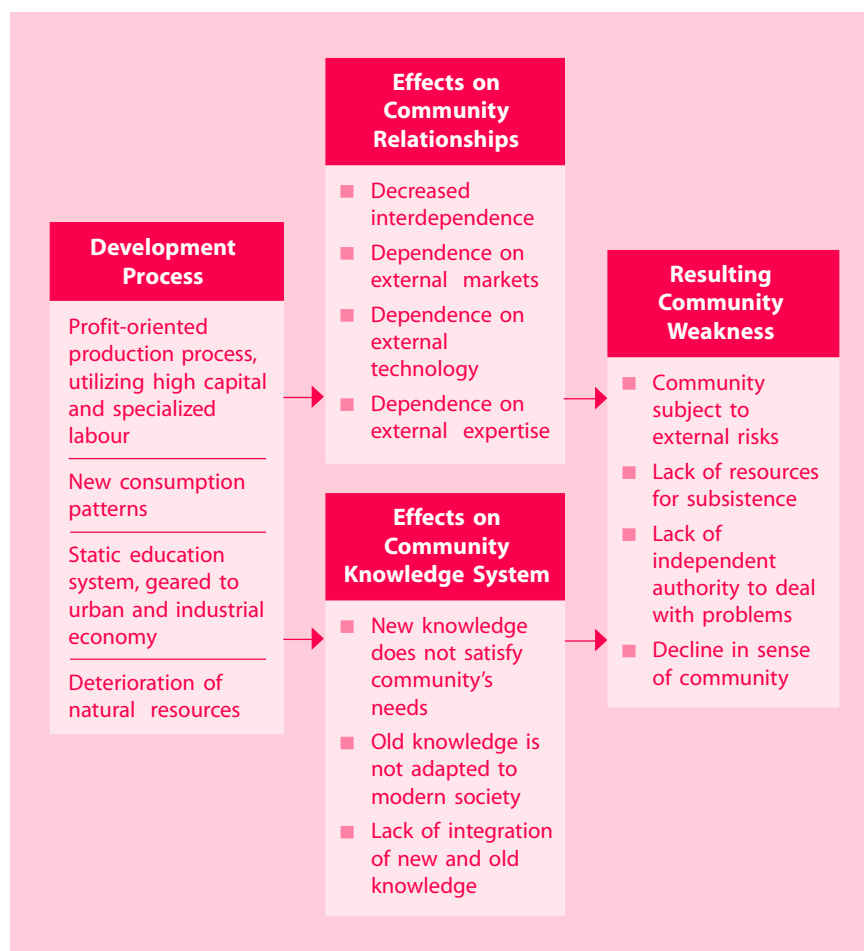 Development
Process
Profit-oriented
production process,
utilizing high capital
and specialized
labour
New consumption
patterns
Static education
system, geared to
urban and industrial
economy
Deterioration of
natural resources
Effects on
Community
Relationships
Decreased
interdependence
Dependence on
external markets
Dependence on
external
technology
Dependence on
external expertise
Effects on
Community
Knowledge System
New knowledge
does not satisfy
community's
needs
Old knowledge is
not adapted to
modern society
Lack of integration
of new and old
knowledge
Resulting
Community
Weakness
Community
subject to
external risks
Lack of resources
for subsistence
Lack of
independent
authority to deal
with problems
Decline in sense
of community